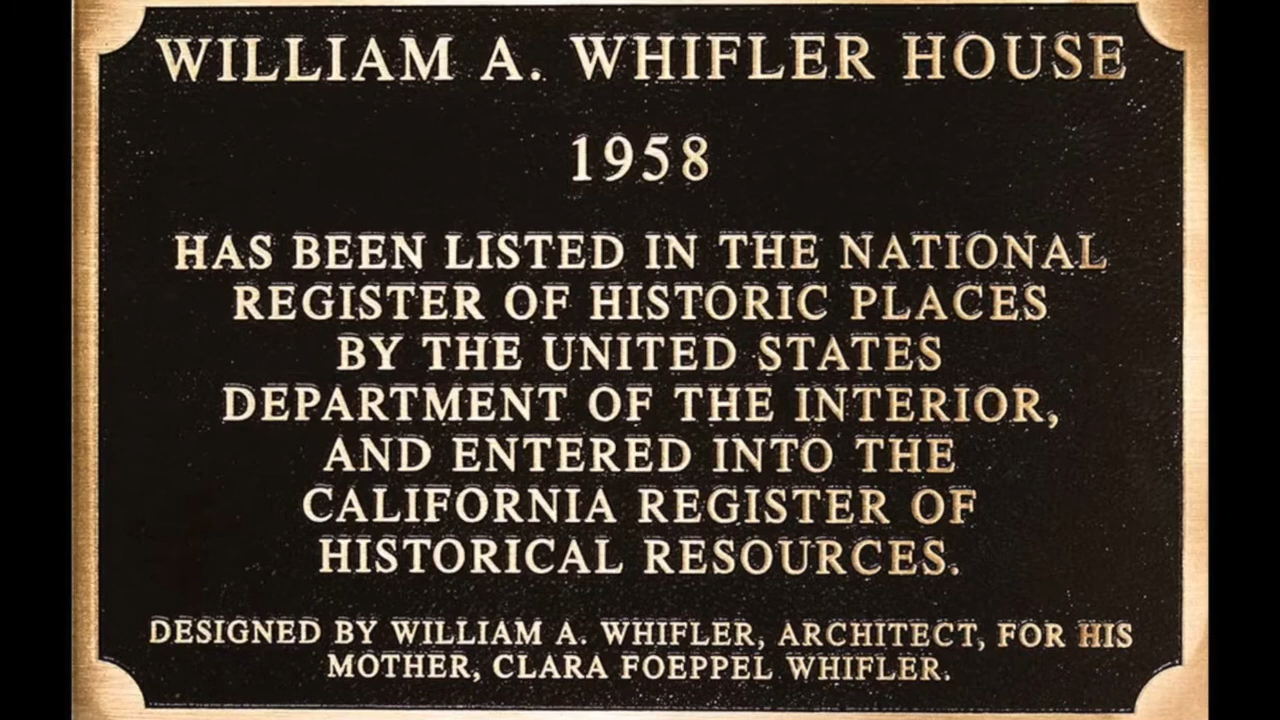 WILLIAM A. WHIFLER HOUSE
1958
HAS BEEN LISTED IN THE NATIONAL
REGISTER OF HISTORIC PLACES
BY THE UNITED STATES
DEPARTMENT OF THE INTERIOR,
AND ENTERED INTO THE
CALIFORNIA REGISTER OF
HISTORICAL RESOURCES.
DESIGNED BY WILLIAM A. WHIFLER, ARCHITECT, FOR HIS
MOTHER, CLARA FOEPPEL WHIFLER.